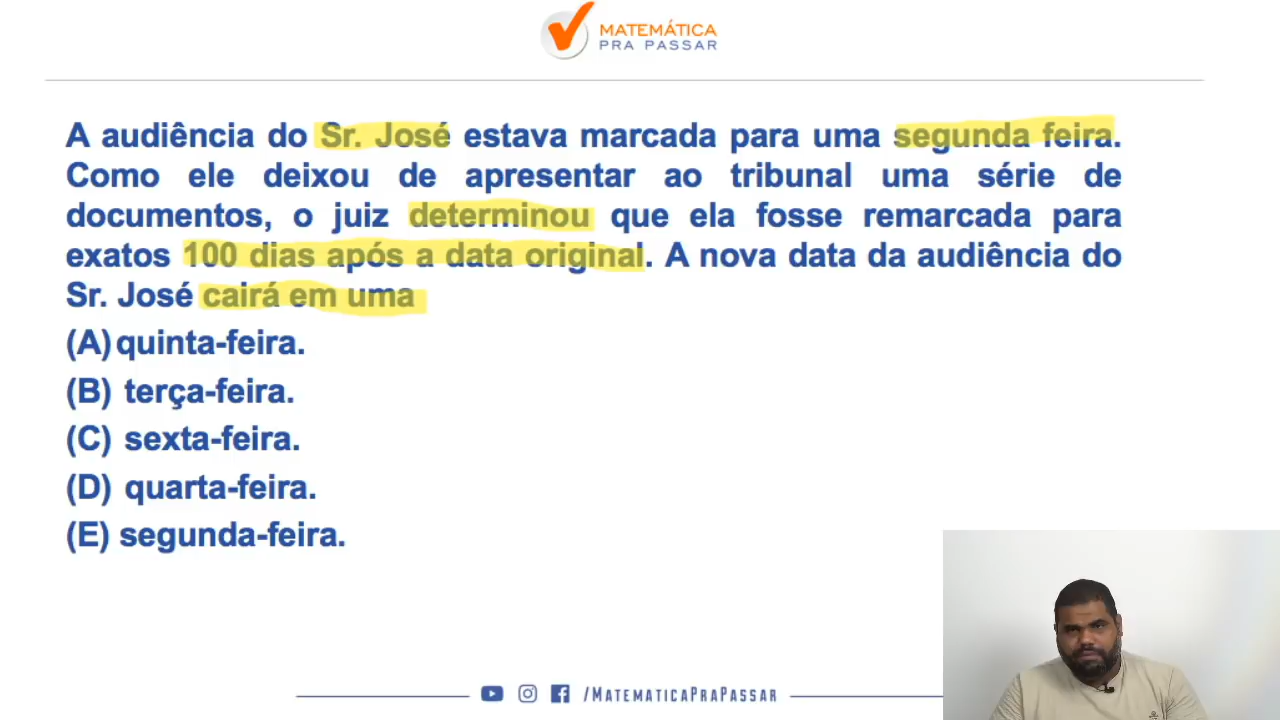 MATEMÁTICA
PRA PASSAR
A audiência do Sr. José estava marcada para uma segunda feira.
Como ele deixou de apresentar ao tribunal uma série de
documentos, o juiz determinou que ela fosse remarcada para
exatos 100 dias após a data original. A nova data da audiência do
Sr. José cairá em uma
(A) quinta-feira.
(B) terça-feira.
(C) sexta-feira.
(D) quarta-feira.
(E) segunda-feira.
/MATEMATICAPRAPASSAR